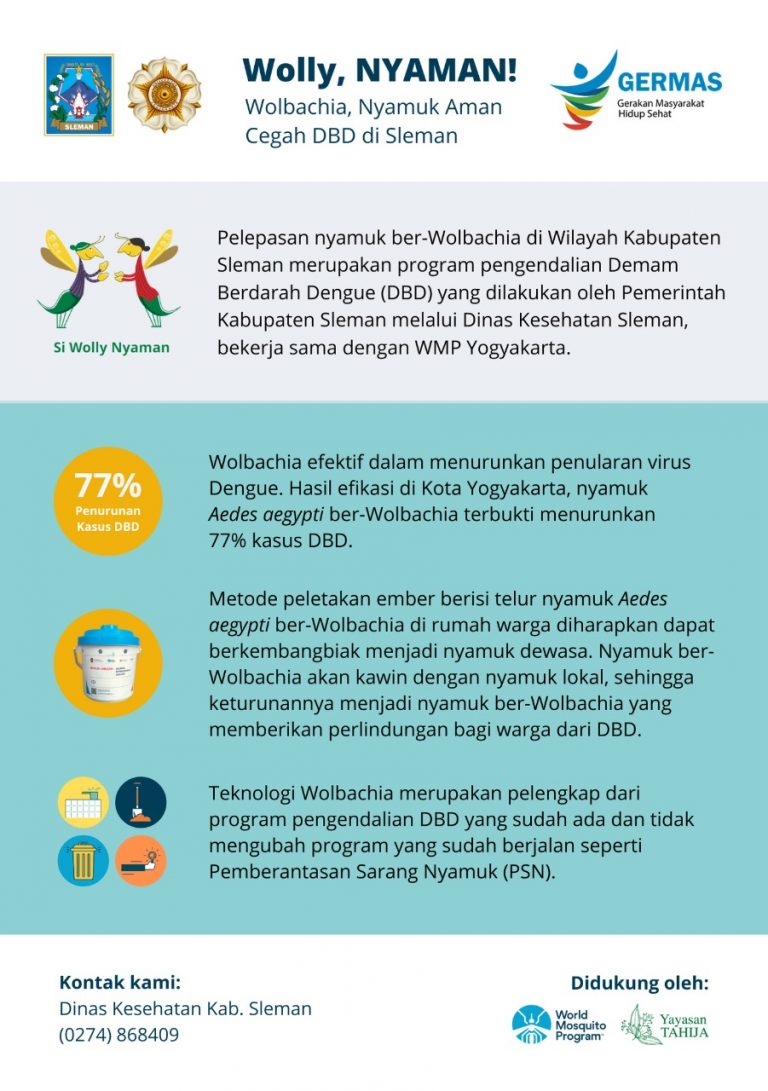 SLEMAN
Wolly, NYAMAN!
Wolbachia, Nyamuk Aman
Cegah DBD di Sleman
GERMAS
Gerakan Masyarakat
Hidup Sehat
Si Wolly Nyaman
Pelepasan nyamuk ber-Wolbachia di Wilayah Kabupaten
Sleman merupakan program pengendalian Demam
Berdarah Dengue (DBD) yang dilakukan oleh Pemerintah
Kabupaten Sleman melalui Dinas Kesehatan Sleman,
bekerja sama dengan WMP Yogyakarta.
77%
Penurunan
Kasus DBD
Wolbachia efektif dalam menurunkan penularan virus
Dengue. Hasil efikasi di Kota Yogyakarta, nyamuk
Aedes aegypti ber-Wolbachia terbukti menurunkan
77% kasus DBD.
Metode peletakan ember berisi telur nyamuk Aedes
aegypti ber-Wolbachia di rumah warga diharapkan dapat
berkembangbiak menjadi nyamuk dewasa. Nyamuk ber-
Wolbachia akan kawin dengan nyamuk lokal, sehingga
keturunannya menjadi nyamuk ber-Wolbachia yang
memberikan perlindungan bagi warga dari DBD.
Teknologi Wolbachia merupakan pelengkap dari
program pengendalian DBD yang sudah ada dan tidak
mengubah program yang sudah berjalan seperti
Pemberantasan Sarang Nyamuk (PSN).
Kontak kami:
Dinas Kesehatan Kab. Sleman
(0274) 868409
Didukung oleh:
World
Mosquito
Program™
Yayasan
TAHIJA